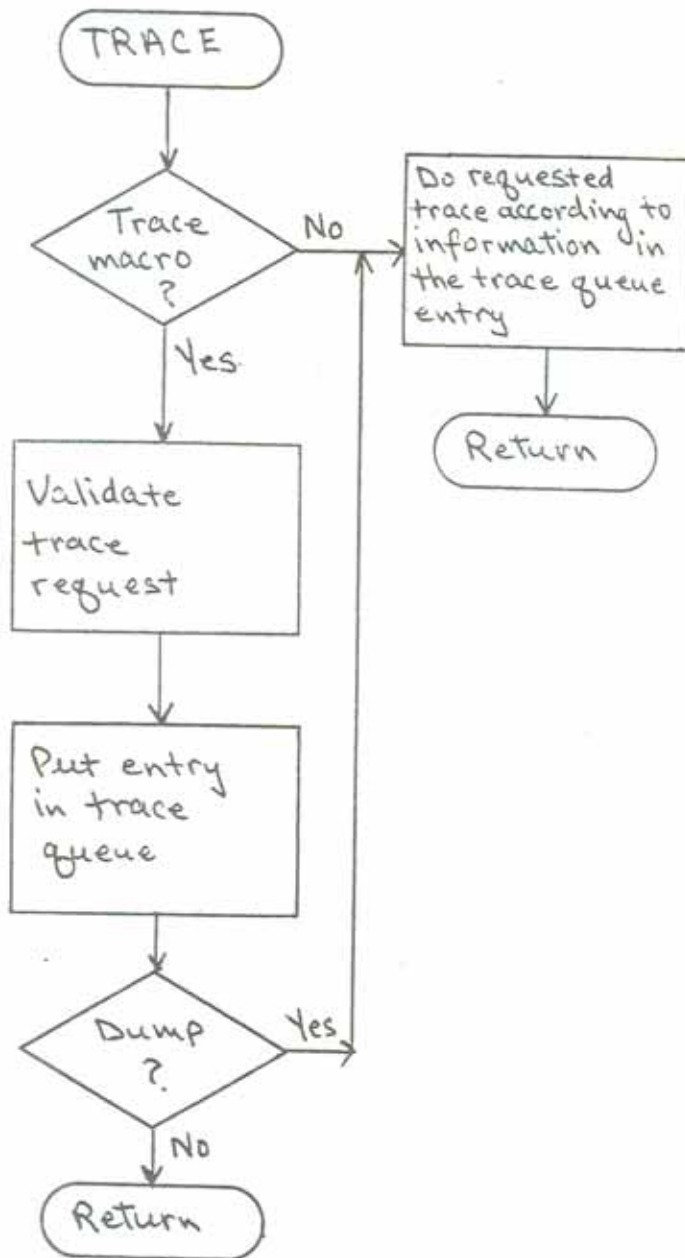 TRACE
Trace
macro
?
No
Do requested
trace according to
information in
the trace queue
entry
Yes
Return
Validate
trace
request
Put entry
in trace
queue
Dump
?
Yes
No
Return